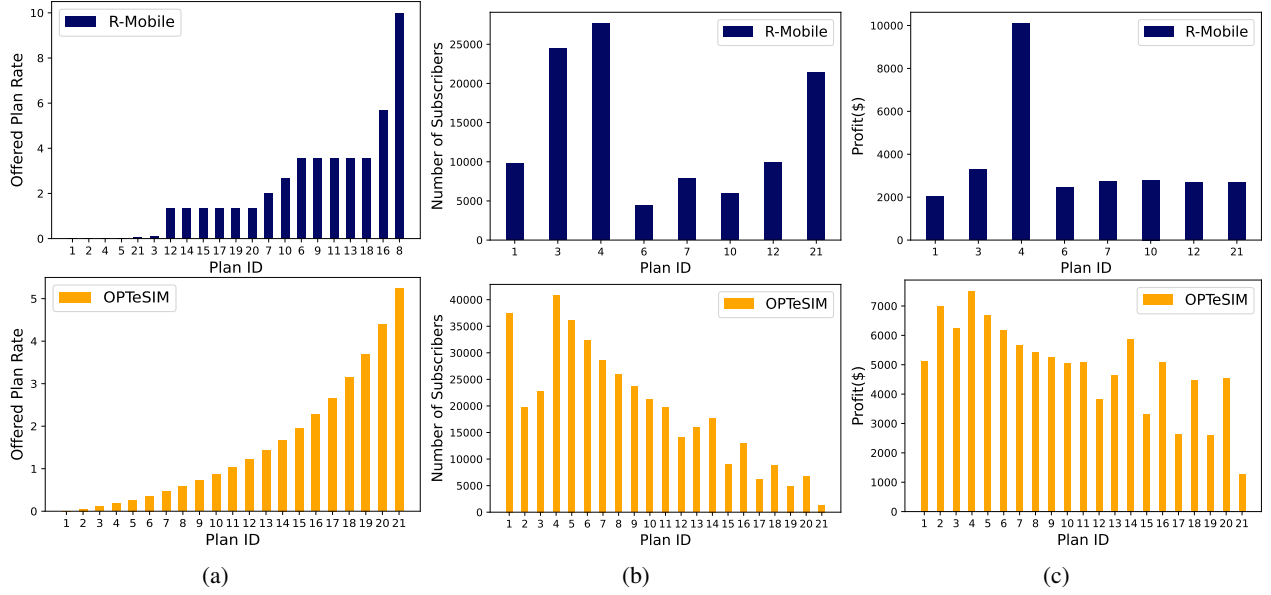 R-Mobile
Offered Plan Rate
10
8
6
4
2
0
1 2 4 5 21 3 12 14 15 17 19 20 7 10 6 9 11 13 18 16 8
Plan ID
R-Mobile
Number of Subscribers
25000
20000
15000
10000
5000
0
1 3 4 6 7 10 12 21
Plan ID
R-Mobile
Profit($)
10000
8000
6000
4000
2000
0
1 3 4 6 7 10 12 21
Plan ID
OPTeSIM
Offered Plan Rate
5
4
3
2
1
0
1 2 3 4 5 6 7 8 9 10 11 12 13 14 15 16 17 18 19 20 21
Plan ID
(a)
OPTeSIM
Number of Subscribers
40000
35000
30000
25000
20000
15000
10000
5000
0
1 2 3 4 5 6 7 8 9 10 11 12 13 14 15 16 17 18 19 20 21
Plan ID
(b)
OPTeSIM
Profit($)
7000
6000
5000
4000
3000
2000
1000
0
1 2 3 4 5 6 7 8 9 10 11 12 13 14 15 16 17 18 19 20 21
Plan ID
(c)